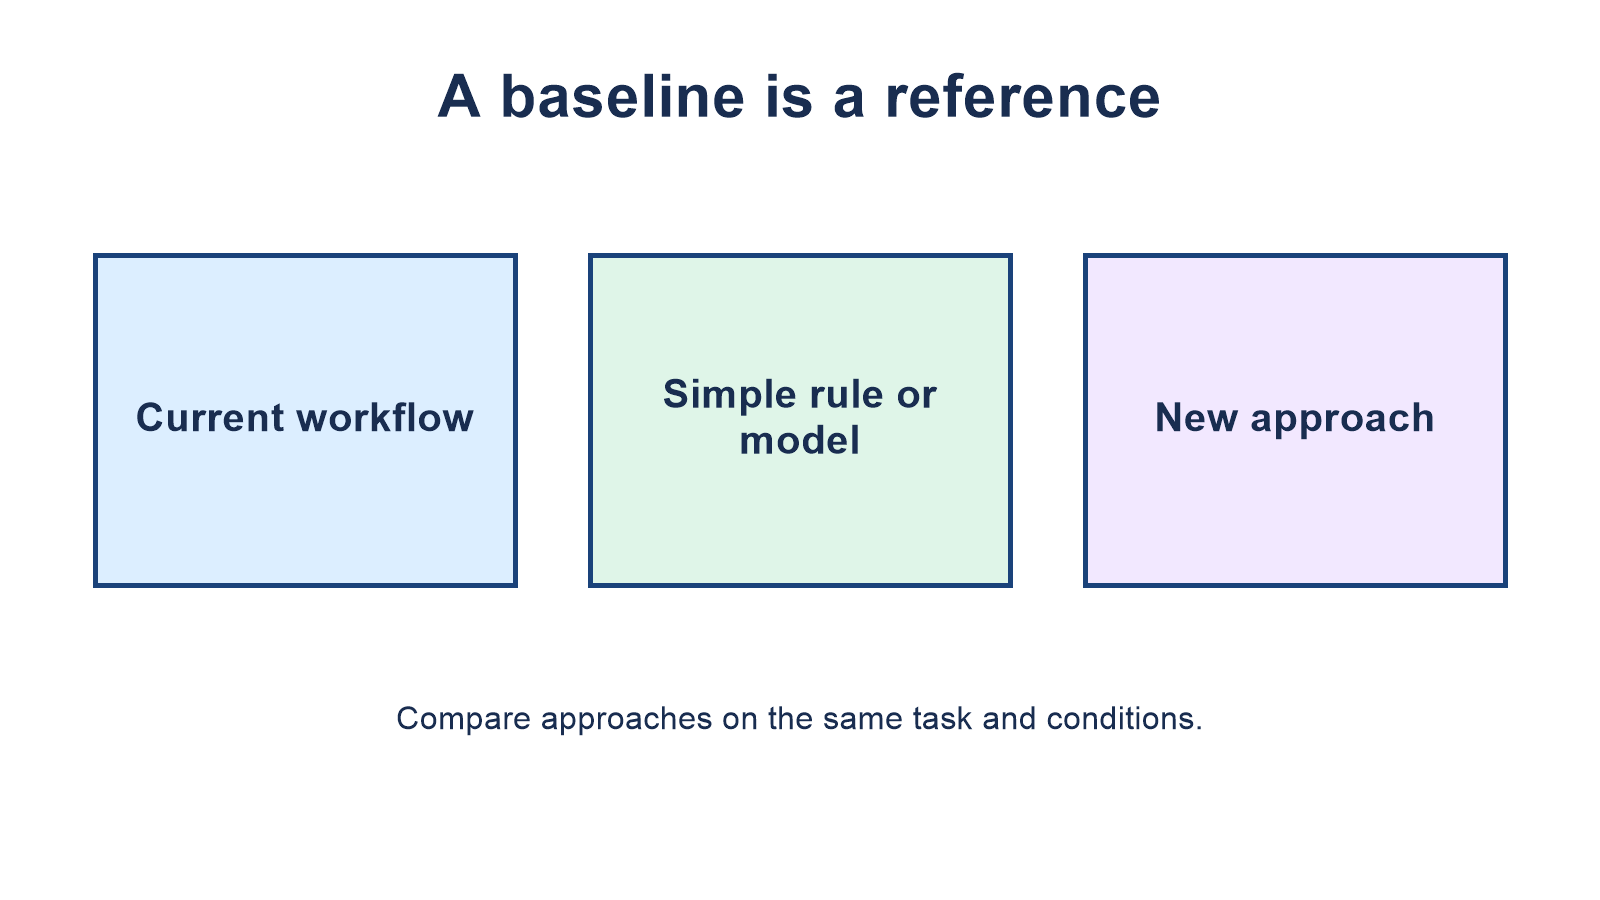 A baseline is a reference
Current workflow
Simple rule or
model
New approach
Compare approaches on the same task and conditions.